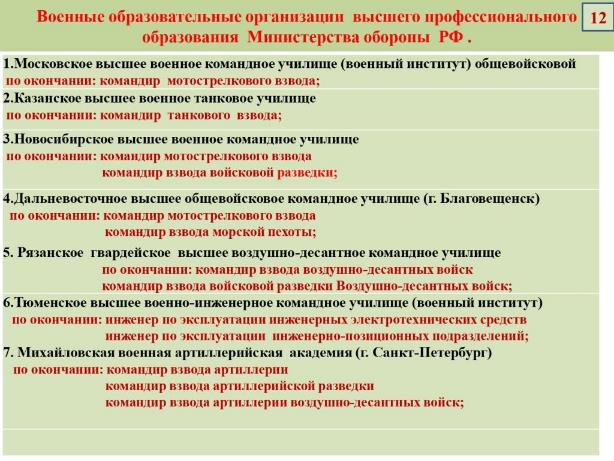 Военные образовательные организации высшего профессионального
12
образования Министерства обороны РФ .
1.Московское высшее военное командное училище (военный институт) общевойсковой
по окончании: командир мотострелкового взвода;
2.Казанское высшее военное танковое училище
по окончании: командир танкового взвода;
3.Новосибирское высшее военное командное училище
по окончании: командир мотострелкового взвода
командир взвода войсковой разведки;
4.Дальневосточное высшее общевойсковое командное училище (г. Благовещенск)
по окончании: командир мотострелкового взвода
командир взвода морской пехоты;
5. Рязанское гвардейское высшее воздушно-десантное командное училище
по окончании: командир взвода воздушно-десантных войск
командир взвода войсковой разведки Воздушно-десантных войск;
6.Тюменское высшее военно-инженерное командное училище (военный институт)
по окончании: инженер по эксплуатации инженерных электротехнических средств
инженер по эксплуатации инженерно-позиционных подразделений;
7. Михайловская военная артиллерийская академия (г. Санкт-Петербург)
по окончании: командир взвода артиллерии
командир взвода артиллерийской разведки
командир взвода артиллерии воздушно-десантных войск;